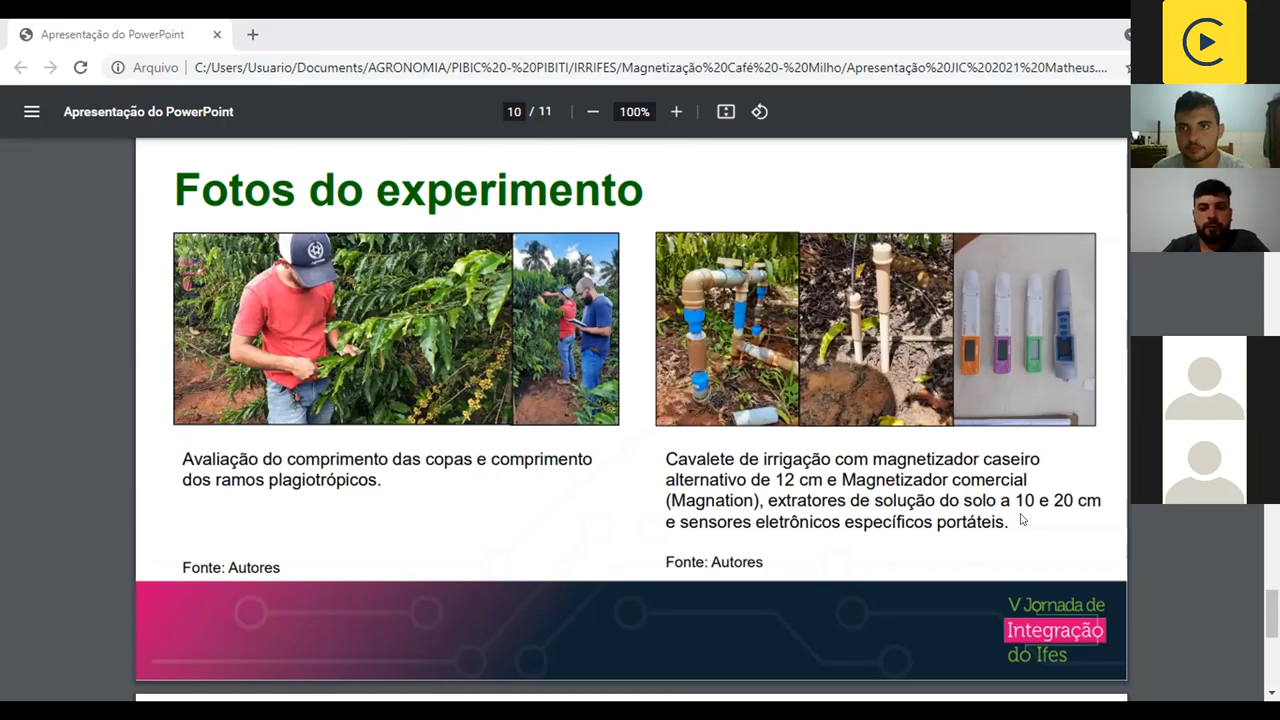 Apresentação do PowerPoint
Arquivo
C:/Users/Usuario/Documents/AGRONOMIA/PIBIC%20-%20PIBITI/IRRIFES/Magnetização%20Café%20-%20Milho/Apresentação%20JIC%202021%20Matheus....
Apresentação do PowerPoint
10 / 11
100%
Fotos do experimento
Avaliação do comprimento das copas e comprimento
dos ramos plagiotrópicos.
Fonte: Autores
Cavalete de irrigação com magnetizador caseiro
alternativo de 12 cm e Magnetizador comercial
(Magnation), extratores de solução do solo a 10 e 20 cm
e sensores eletrônicos específicos portáteis.
Fonte: Autores
V Jornada de
Integração
do Ifes